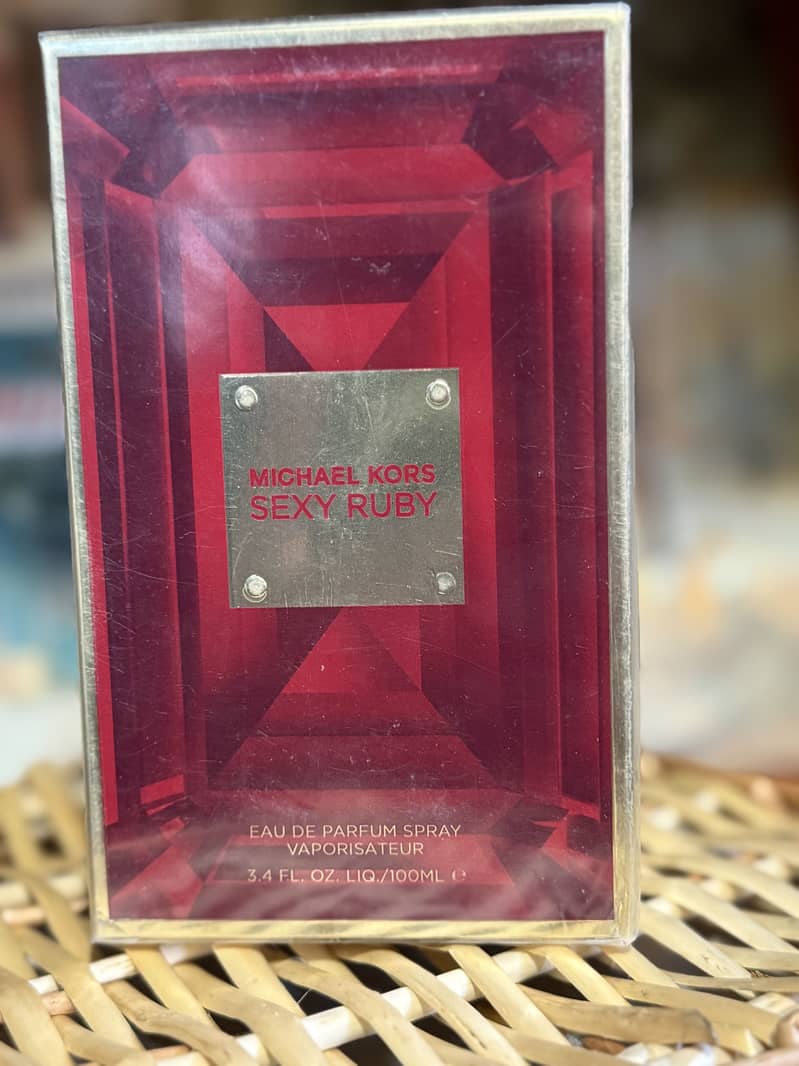 MICHAEL KORS
SEXY RUBY
EAU DE PARFUM SPRAY
VAPORISATEUR
3.4 FL. OZ. LIQ./100ML ℮